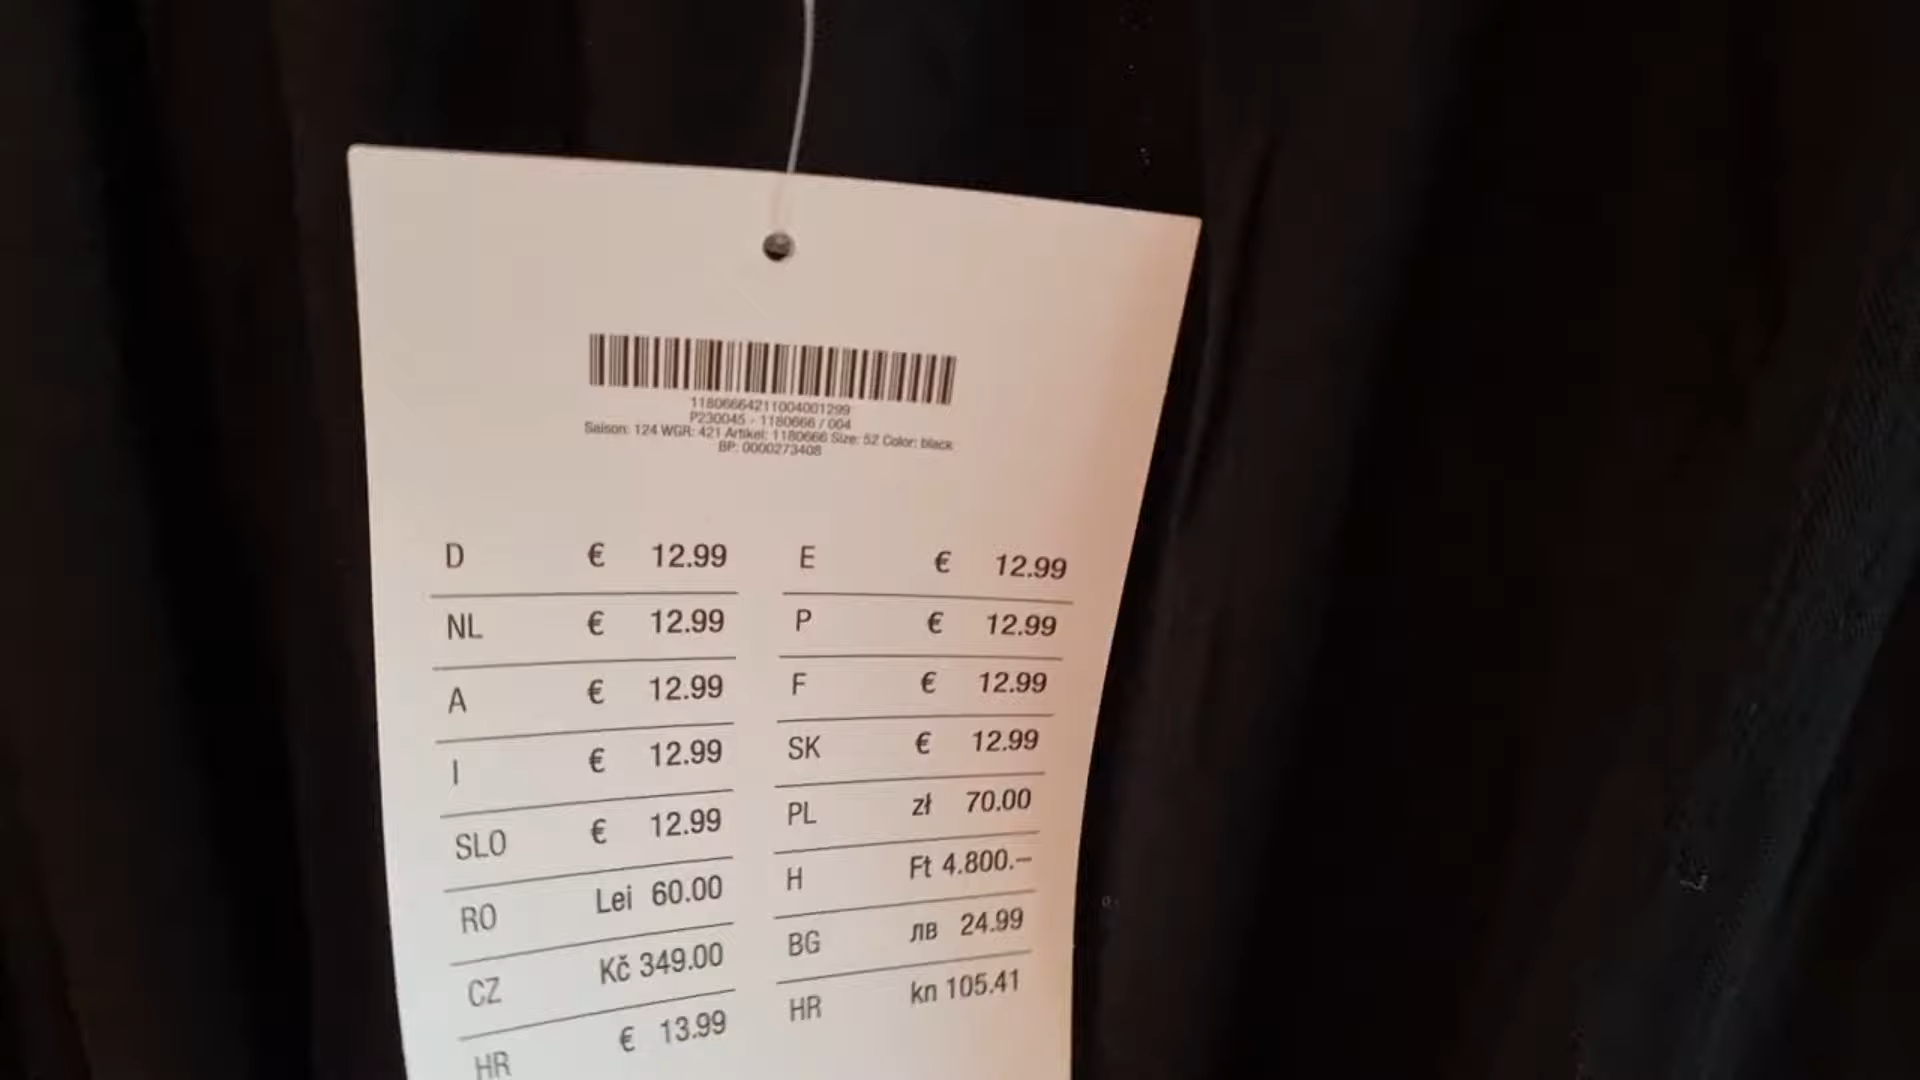 11806664211004001299
P230045 - 1180666 / 004
Saison: 124 WGR: 421 Artikel: 1180666 Size: 52 Color: black
BP: 0000273408
D € 12.99
NL € 12.99
A € 12.99
I € 12.99
SLO € 12.99
RO Lei 60.00
CZ Kč 349.00
HR € 13.99
E € 12.99
P € 12.99
F € 12.99
SK € 12.99
PL zł 70.00
H Ft 4.800.–
BG лв 24.99
HR kn 105.41